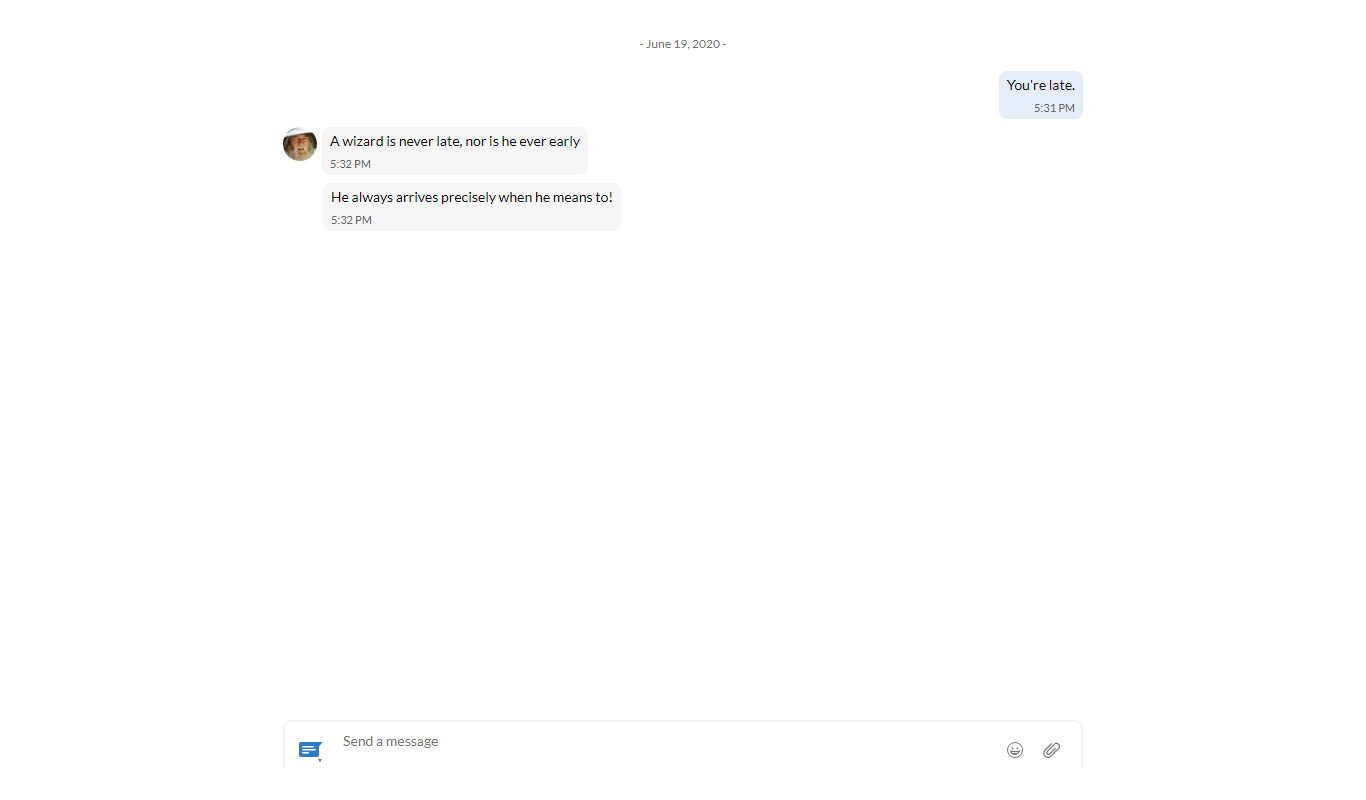 - June 19, 2020 -
You're late.
5:31 PM
A wizard is never late, nor is he ever early
5:32 PM
He always arrives precisely when he means to!
5:32 PM
Send a message